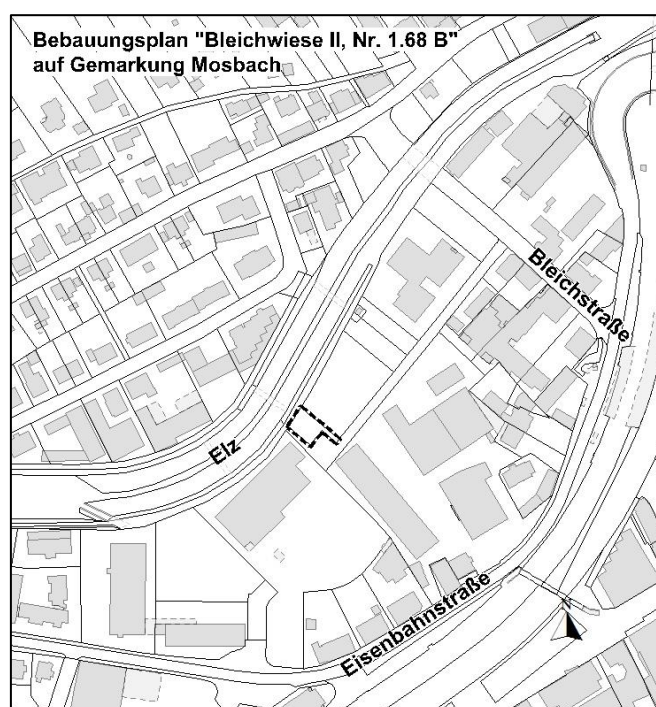 Bebauungsplan "Bleichwiese II, Nr. 1.68 B"
auf Gemarkung Mosbach
Bleichstraße
Elz
Eisenbahnstraße